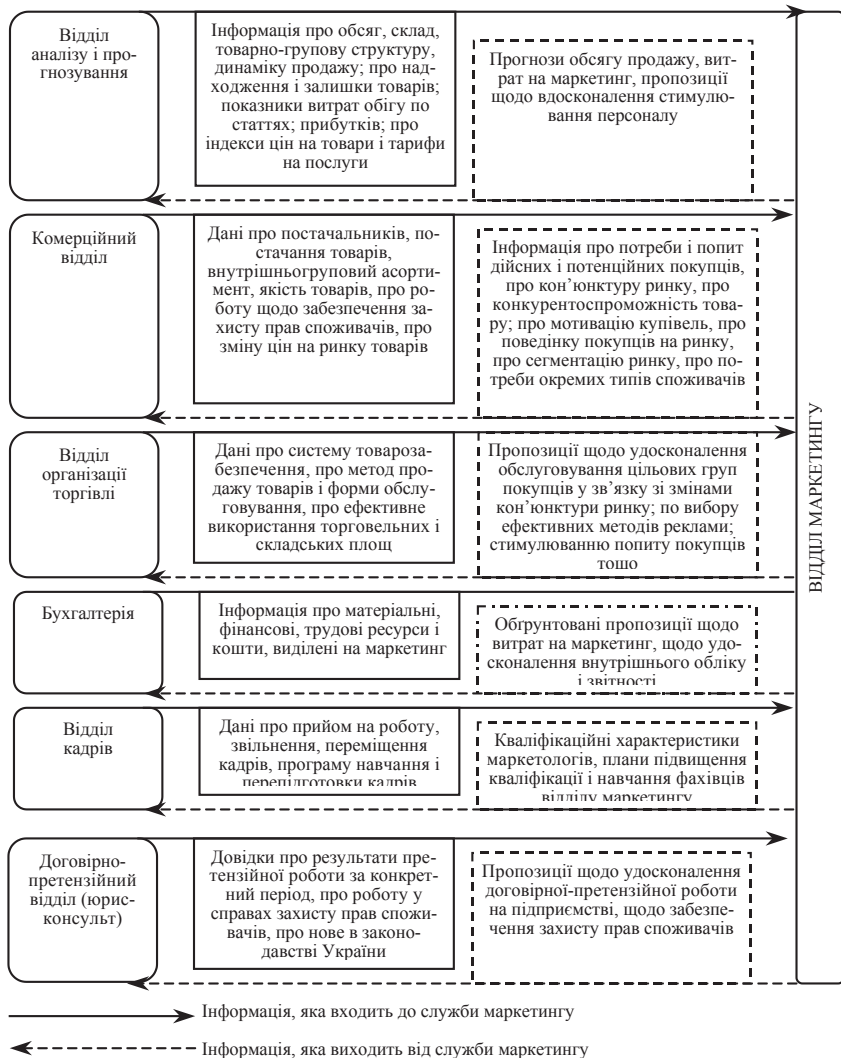 Відділ
аналізу і про-
гнозування
Інформація про обсяг, склад,
товарно-групову структуру,
динаміку продажу; про над-
ходження і залишки товарів;
показники витрат обігу по
статтях; прибутків; про
індекси цін на товари і тарифи
на послуги
Прогнози обсягу продажу, вит-
рат на маркетинг, пропозиції
щодо вдосконалення стимулю-
вання персоналу
Комерційний
відділ
Дані про постачальників, по-
стачання товарів,
внутрішньогруповий асорти-
мент, якість товарів, про ро-
боту щодо забезпечення за-
хисту прав споживачів, про
зміну цін на ринку товарів
Інформація про потреби і попит
дійсних і потенційних покупців,
про кон’юнктуру ринку, про
конкурентоспроможність това-
ру; про мотивацію купівель, про
поведінку покупців на ринку,
про сегментацію ринку, про по-
треби окремих типів споживачів
Відділ
організації
торгівлі
Дані про систему товароза-
безпечення, про метод про-
дажу товарів і форми обслу-
говування, про ефективне
використання торговельних і
складських площ
Пропозиції щодо удосконалення
обслуговування цільових груп
покупців у зв’язку зі змінами
кон’юнктури ринку; по вибору
ефективних методів реклами;
стимулюванню попиту покупців
тощо
Бухгалтерія
Інформація про матеріальні,
фінансові, трудові ресурси і
кошти, виділені на маркетинг
Обґрунтовані пропозиції щодо
витрат на маркетинг, щодо удо-
сконалення внутрішнього обліку
і звітності
Відділ
кадрів
Дані про прийом на роботу,
звільнення, переміщення
кадрів, програму навчання і
перепідготовки кадрів
Кваліфікаційні характеристики
маркетологів, плани підвищення
кваліфікації і навчання фахівців
відділу маркетингу
Договірно-
претензійний
відділ (юрис-
консульт)
Довідки про результати пре-
тензійної роботи за конкрет-
ний період, про роботу у
справах захисту прав спожи-
вачів, про нове в законо-
давстві України
Пропозиції щодо удосконалення
договірної-претензійної роботи
на підприємстві, щодо забезпе-
чення захисту прав споживачів
ВІДДІЛ МАРКЕТИНГУ
Інформація, яка входить до служби маркетингу
Інформація, яка виходить від служби маркетингу